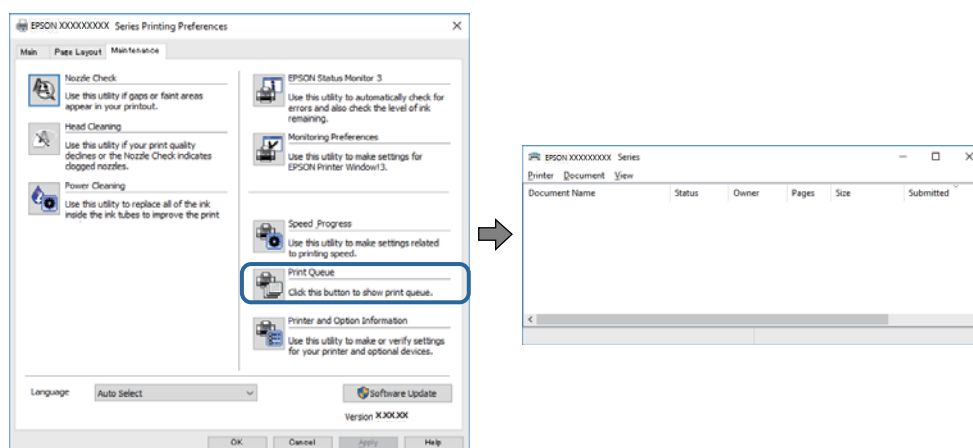 EPSON XXXXXXXXX Series Printing Preferences
Main Page Layout Maintenance
Nozzle Check
Use this utility if gaps or faint areas
appear in your printout.
Head Cleaning
Use this utility if your print quality
declines or the Nozzle Check indicates
clogged nozzles.
Power Cleaning
Use this utility to replace all of the ink
inside the ink tubes to improve the print
EPSON Status Monitor 3
Use this utility to automatically check for
errors and also check the level of ink
remaining.
Monitoring Preferences
Use this utility to make settings for
EPSON Printer Window!3.
Speed Progress
Use this utility to make settings related
to printing speed.
Print Queue
Click this button to show print queue.
Printer and Option Information
Use this utility to make or verify settings
for your printer and optional devices.
Language Auto Select
Software Update
Version X.XX.XX
OK Cancel Apply Help
EPSON XXXXXXXXX Series
Printer Document View
Document Name Status Owner Pages Size Submitted